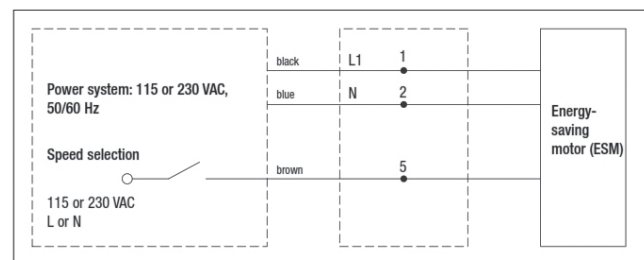 black
L1
1
Power system: 115 or 230 VAC,
50/60 Hz
blue
N
2
Energy-
saving
motor (ESM)
Speed selection
brown
5
115 or 230 VAC
L or N